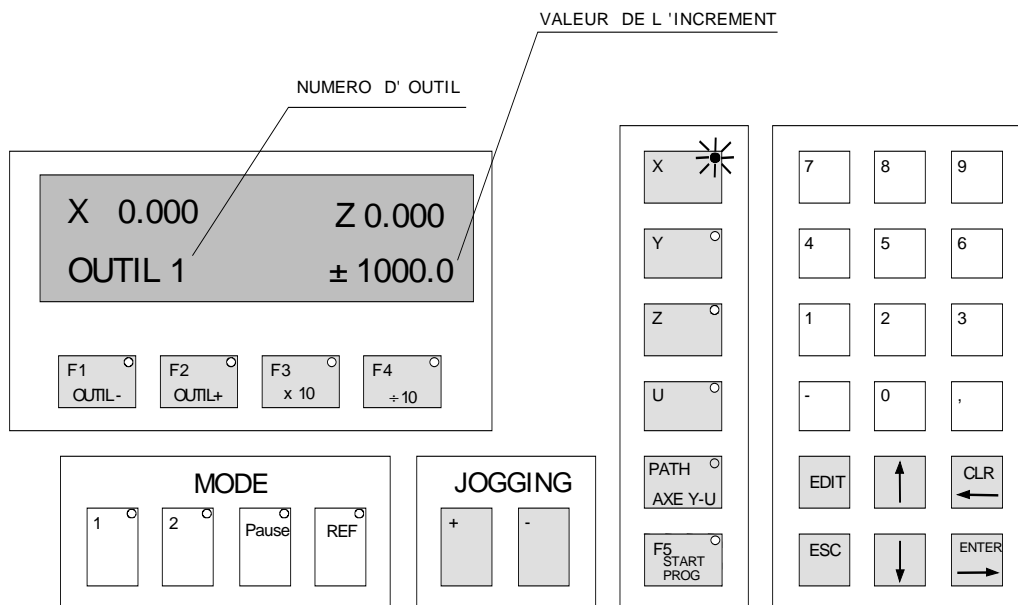 VALEUR DE L 'INCREMENT
NUMERO D' OUTIL
X 0.000 Z 0.000
OUTIL 1 ± 1000.0
F1
OUTIL-
F2
OUTIL+
F3
x 10
F4
÷10
MODE
1
2
Pause
REF
JOGGING
+
-
X
Y
Z
U
PATH
AXE Y-U
F5
START
PROG
7 8 9
4 5 6
1 2 3
- 0 ,
EDIT
CLR
ESC
ENTER